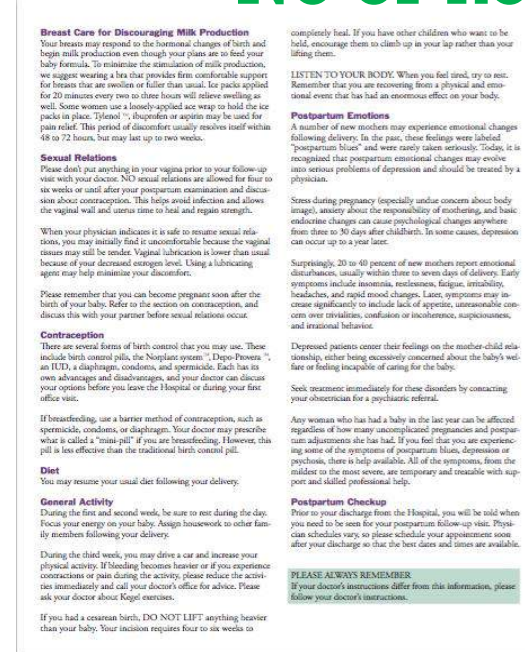 Breast Care for Discouraging Milk Production
Your breasts may respond to the hormonal changes of birth and
begin milk production even though your plans are to feed your
baby formula. To minimize the stimulation of milk production,
we suggest wearing a bra that provides firm comfortable support
for breasts that are swollen or fuller than usual. Ice packs applied
for 20 minutes every two to three hours will relieve swelling as
well. Some women use a loosely-applied ace wrap to hold the ice
packs in place. Tylenol ™, ibuprofen or aspirin may be used for
pain relief. This period of discomfort usually resolves itself within
48 to 72 hours, but may last up to two weeks.
Sexual Relations
Please don't put anything in your vagina prior to your follow-up
visit with your doctor. NO sexual relations are allowed for four to
six weeks or until after your postpartum examination and discus-
sion about contraception. This helps avoid infection and allows
the vaginal wall and uterus time to heal and regain strength.
When your physician indicates it is safe to resume sexual rela-
tions, you may initially find it uncomfortable because the vaginal
tissues may still be tender. Vaginal lubrication is lower than usual
because of your decreased estrogen level. Using a lubricating
agent may help minimize your discomfort.
Please remember that you can become pregnant soon after the
birth of your baby. Refer to the section on contraception, and
discuss this with your partner before sexual relations occur.
Contraception
There are several forms of birth control that you may use. These
include birth control pills, the Norplant system ™, Depo-Provera ™,
an IUD, a diaphragm, condoms, and spermicide. Each has its
own advantages and disadvantages, and your doctor can discuss
your options before you leave the Hospital or during your first
office visit.
If breastfeeding, use a barrier method of contraception, such as
spermicide, condoms, or diaphragm. Your doctor may prescribe
what is called a "mini-pill" if you are breastfeeding. However, this
pill is less effective than the traditional birth control pill.
Diet
You may resume your usual diet following your delivery.
General Activity
During the first and second week, be sure to rest during the day.
Focus your energy on your baby. Assign housework to other fam-
ily members following your delivery.
During the third week, you may drive a car and increase your
physical activity. If bleeding becomes heavier or if you experience
contractions or pain during the activity, please reduce the activi-
ties immediately and call your doctor's office for advice. Please
ask your doctor about Kegel exercises.
If you had a cesarean birth, DO NOT LIFT anything heavier
than your baby. Your incision requires four to six weeks to
completely heal. If you have other children who want to be
held, encourage them to climb up in your lap rather than your
lifting them.
LISTEN TO YOUR BODY. When you feel tired, try to rest.
Remember that you are recovering from a physical and emo-
tional event that has had an enormous effect on your body.
Postpartum Emotions
A number of new mothers may experience emotional changes
following delivery. In the past, these feelings were labeled
"postpartum blues" and were rarely taken seriously. Today, it is
recognized that postpartum emotional changes may evolve
into serious problems of depression and should be treated by a
physician.
Stress during pregnancy (especially undue concern about body
image), anxiety about the responsibility of mothering, and basic
endocrine changes can cause psychological changes anywhere
from three to 30 days after childbirth. In some causes, depression
can occur up to a year later.
Surprisingly, 20 to 40 percent of new mothers report emotional
disturbances, usually within three to seven days of delivery. Early
symptoms include insomnia, restlessness, fatigue, irritability,
headaches, and rapid mood changes. Later, symptoms may in-
crease significantly to include lack of appetite, unreasonable con-
cern over trivialities, confusion or incoherence, suspiciousness,
and irrational behavior.
Depressed patients center their feelings on the mother-child rela-
tionship, either being excessively concerned about the baby's wel-
fare or feeling incapable of caring for the baby.
Seek treatment immediately for these disorders by contacting
your obstetrician for a psychiatric referral.
Any woman who has had a baby in the last year can be affected
regardless of how many uncomplicated pregnancies and postpar-
tum adjustments she has had. If you feel that you are experienc-
ing some of the symptoms of postpartum blues, depression or
psychosis, there is help available. All of the symptoms, from the
mildest to the most severe, are temporary and treatable with sup-
port and skilled professional help.
Postpartum Checkup
Prior to your discharge from the Hospital, you will be told when
you need to be seen for your postpartum follow-up visit. Physi-
cian schedules vary, so please schedule your appointment soon
after your discharge so that the best dates and times are available.
PLEASE ALWAYS REMEMBER
If your doctor's instructions differ from this information, please
follow your doctor's instructions.